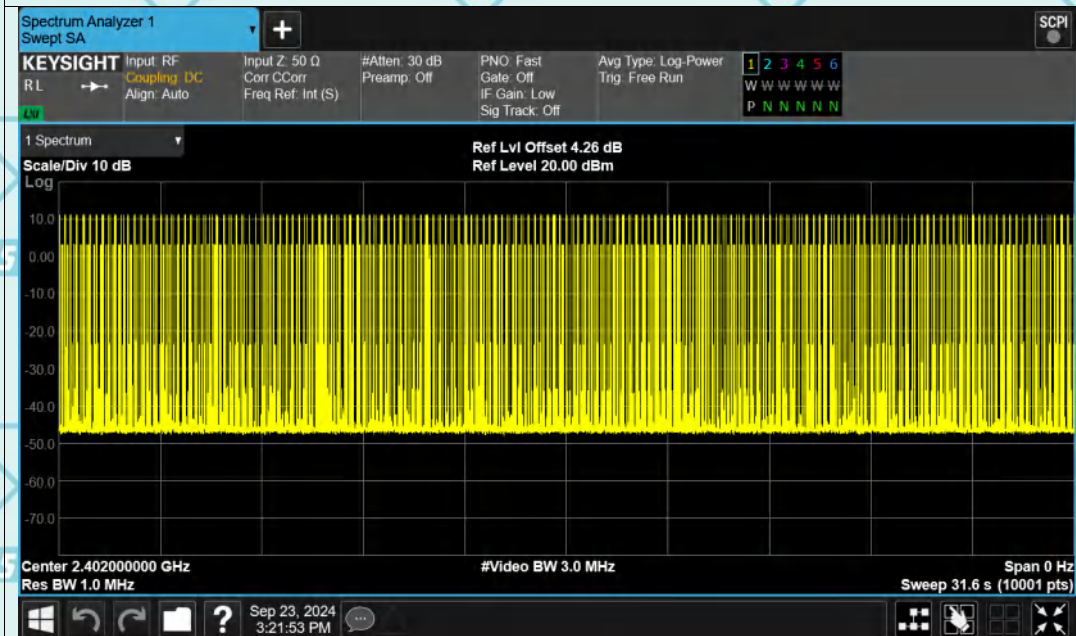 Spectrum Analyzer 1
Swept SA
+
SCPI
KEYSIGHT
RL
LXI
Input: RF
Coupling: DC
Align: Auto
Input Z: 50 Ω
Corr CCorr
Freq Ref: Int (S)
#Atten: 30 dB
Preamp: Off
PNO: Fast
Gate: Off
IF Gain: Low
Sig Track: Off
Avg Type: Log-Power
Trig: Free Run
1 2 3 4 5 6
W W W W W W
P N N N N N
1 Spectrum
Scale/Div 10 dB
Log
Ref Lvl Offset 4.26 dB
Ref Level 20.00 dBm
10.0
0.00
-10.0
-20.0
-30.0
-40.0
-50.0
-60.0
-70.0
Center 2.402000000 GHz
Res BW 1.0 MHz
#Video BW 3.0 MHz
Span 0 Hz
Sweep 31.6 s (10001 pts)
?
Sep 23, 2024
3:21:53 PM